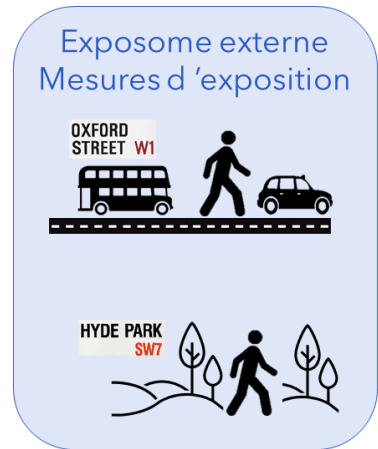 Exposome externe
Mesures d ’exposition
OXFORD
STREET W1
HYDE PARK
SW7